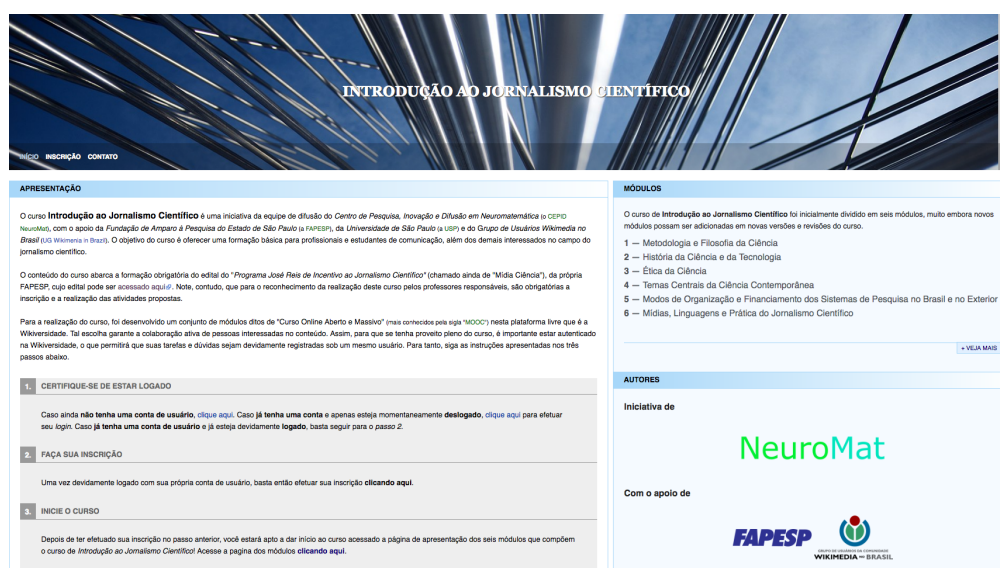 INTRODUÇÃO AO JORNALISMO CIENTÍFICO
INÍCIO INSCRIÇÃO CONTATO
APRESENTAÇÃO
O curso Introdução ao Jornalismo Científico é uma iniciativa da equipe de difusão do Centro de Pesquisa, Inovação e Difusão em Neuromatemática (o CEPID
NeuroMat), com o apoio da Fundação de Amparo à Pesquisa do Estado de São Paulo (a FAPESP), da Universidade de São Paulo (a USP) e do Grupo de Usuários Wikimedia no
Brasil (UG Wikimenia in Brazil). O objetivo do curso é oferecer uma formação básica para profissionais e estudantes de comunicação, além dos demais interessados no campo do
jornalismo científico.
O conteúdo do curso abarca a formação obrigatória do edital do "Programa José Reis de Incentivo ao Jornalismo Científico" (chamado ainda de "Mídia Ciência"), da própria
FAPESP, cujo edital pode ser acessado aqui. Note, contudo, que para o reconhecimento da realização deste curso pelos professores responsáveis, são obrigatórias a
inscrição e a realização das atividades propostas.
Para a realização do curso, foi desenvolvido um conjunto de módulos ditos de "Curso Online Aberto e Massivo" (mais conhecidos pela sigla "MOOC") nesta plataforma livre que é a
Wikiversidade. Tal escolha garante a colaboração ativa de pessoas interessadas no conteúdo. Assim, para que se tenha proveito pleno do curso, é importante estar autenticado
na Wikiversidade, o que permitirá que suas tarefas e dúvidas sejam devidamente registradas sob um mesmo usuário. Para tanto, siga as instruções apresentadas nos três
passos abaixo.
1. CERTIFIQUE-SE DE ESTAR LOGADO
Caso ainda não tenha uma conta de usuário, clique aqui. Caso já tenha uma conta e apenas esteja momentaneamente deslogado, clique aqui para efetuar
seu login. Caso já tenha uma conta de usuário e já esteja devidamente logado, basta seguir para o passo 2.
2. FAÇA SUA INSCRIÇÃO
Uma vez devidamente logado com sua própria conta de usuário, basta então efetuar sua inscrição clicando aqui.
3. INICIE O CURSO
Depois de ter efetuado sua inscrição no passo anterior, você estará apto a dar início ao curso acessado a página de apresentação dos seis módulos que compõem
o curso de Introdução ao Jornalismo Científico! Acesse a pagina dos módulos clicando aqui.
MÓDULOS
O curso de Introdução ao Jornalismo Científico foi inicialmente dividido em seis módulos, muito embora novos
módulos possam ser adicionadas em novas versões e revisões do curso.
1 — Metodologia e Filosofia da Ciência
2 — História da Ciência e da Tecnologia
3 — Ética da Ciência
4 — Temas Centrais da Ciência Contemporânea
5 — Modos de Organização e Financiamento dos Sistemas de Pesquisa no Brasil e no Exterior
6 — Mídias, Linguagens e Prática do Jornalismo Científico
+ VEJA MAIS
AUTORES
Iniciativa de
NeuroMat
Com o apoio de
FAPESP
GRUPO DE USUÁRIOS DA COMUNIDADE
WIKIMEDIA — BRASIL